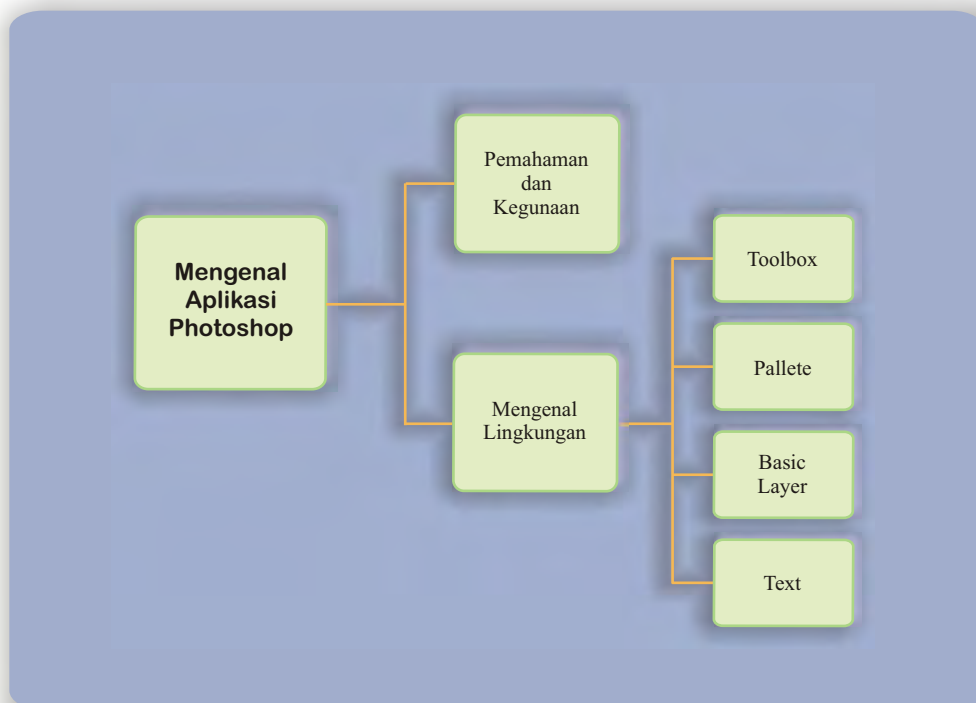 Mengenal
Aplikasi
Photoshop
Pemahaman
dan
Kegunaan
Mengenal
Lingkungan
Toolbox
Pallete
Basic
Layer
Text